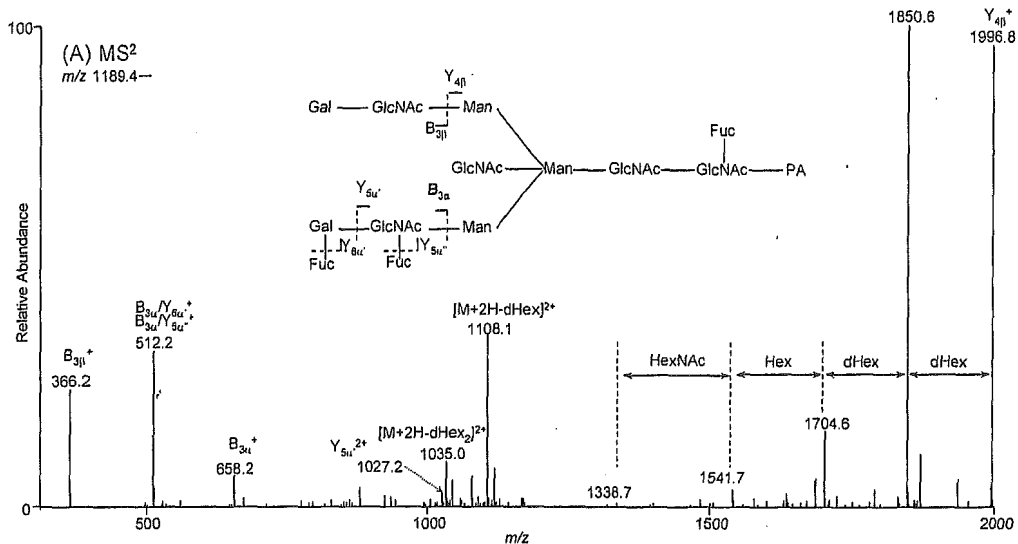 (A) MS²
m/z 1189.4—
100
1850.6
Y4β⁺
1996.8
Y4β
Gal GlcNAc Man
B3β
Fuc
GlcNAc Man GlcNAc GlcNAc PA
Y5α' B3α
Gal GlcNAc Man
Y6α' Y5α''
Fuc Fuc
Relative Abundance
B3α/Y6α'⁺
B3α/Y5α''⁺
512.2
[M+2H-dHex]²⁺
1108.1
B3β⁺
366.2
HexNAc Hex dHex dHex
B3α⁺
658.2
Y5α'²⁺
1027.2
[M+2H-dHex₂]²⁺
1035.0
1704.6
1338.7
1541.7
0
500 1000 1500 2000
m/z